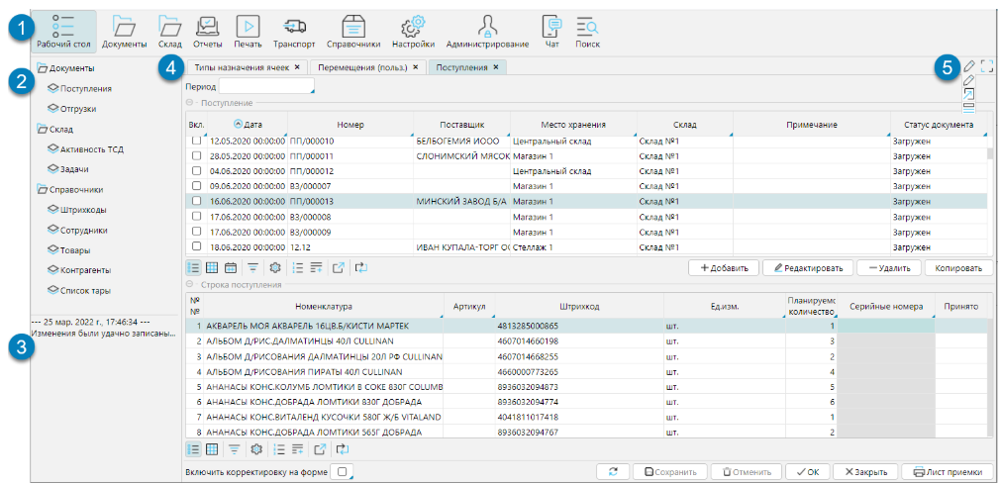 1
Рабочий стол Документы Склад Отчеты Печать Транспорт Справочники Настройки Администрирование Чат Поиск
2
Документы
Поступления
Отгрузки
Склад
Активность ТСД
Задачи
Справочники
Штрихкоды
Сотрудники
Товары
Контрагенты
Список тары
--- 25 мар. 2022 г., 17:46:34 ---
Изменения были удачно записаны...
3
4
Типы назначения ячеек × Перемещения (польз.) × Поступления ×
5
Период
Поступление
Вкл. Дата Номер Поставщик Место хранения Склад Примечание Статус документа
12.05.2020 00:00:00 ПП/000010 БЕЛБОГЕМИЯ ИООО Центральный склад Склад №1 Загружен
28.05.2020 00:00:00 ПП/000011 СЛОНИМСКИЙ МЯСОК Магазин 1 Склад №1 Загружен
04.06.2020 00:00:00 ПП/000012 Центральный склад Склад №1 Загружен
09.06.2020 00:00:00 ВЗ/000007 Магазин 1 Склад №1 Загружен
16.06.2020 00:00:00 ПП/000013 МИНСКИЙ ЗАВОД Б/А Магазин 1 Склад №1 Загружен
17.06.2020 00:00:00 ВЗ/000008 Магазин 1 Склад №1 Загружен
17.06.2020 00:00:00 ВЗ/000009 Магазин 1 Склад №1 Загружен
18.06.2020 00:00:00 12.12 ИВАН КУПАЛА-ТОРГ ОС Стеллаж 1 Склад №1 Загружен
Добавить Редактировать Удалить Копировать
Строка поступления
№ № Номенклатура Артикул Штрихкод Ед.изм. Планируемо количество Серийные номера Принято
1 АКВАРЕЛЬ МОЯ АКВАРЕЛЬ 16ЦВ.Б/КИСТИ МАРТЕК 4813285000865 шт. 1
2 АЛЬБОМ Д/РИС.ДАЛМАТИНЦЫ 40Л CULLINAN 4607014660198 шт. 3
3 АЛЬБОМ Д/РИСОВАНИЯ ДАЛМАТИНЦЫ 20Л РФ CULLINAN 4607014668255 шт. 2
4 АЛЬБОМ Д/РИСОВАНИЯ ПИРАТЫ 40Л CULLINAN 4660000773265 шт. 4
5 АНАНАСЫ КОНС.КОЛУМБ ЛОМТИКИ В СОКЕ 830Г COLUMB 8936032094873 шт. 5
6 АНАНАСЫ КОНС.ДОБРАДА ЛОМТИКИ 830Г ДОБРАДА 8936032094774 шт. 6
7 АНАНАСЫ КОНС.ВИТАЛЕНД КУСОЧКИ 580Г Ж/Б VITALAND 4041811017418 шт. 1
8 АНАНАСЫ КОНС.ДОБРАДА ЛОМТИКИ 565Г ДОБРАДА 8936032094767 шт. 2
Включить корректировку на форме Сохранить Отменить ОК Закрыть Лист приемки